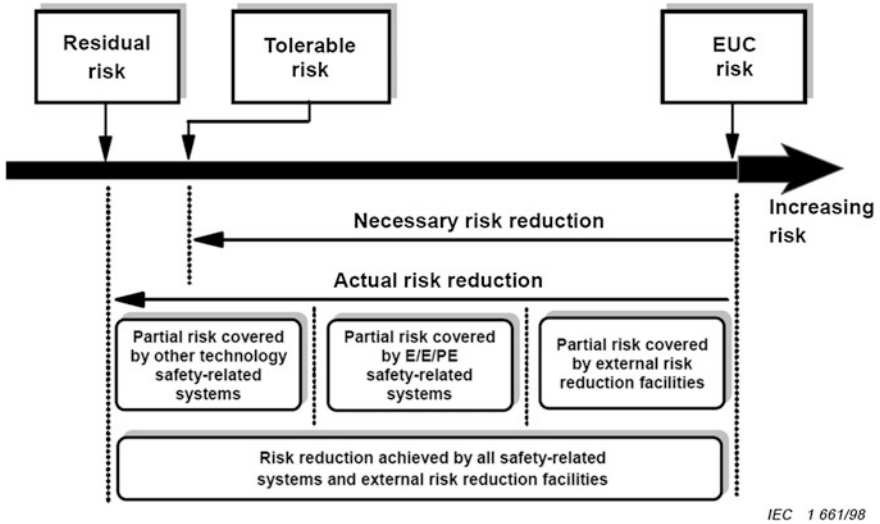 Residual
risk
Tolerable
risk
EUC
risk
Increasing
risk
Necessary risk reduction
Actual risk reduction
Partial risk covered
by other technology
safety-related
systems
Partial risk covered
by E/E/PE
safety-related
systems
Partial risk covered
by external risk
reduction facilities
Risk reduction achieved by all safety-related
systems and external risk reduction facilities
IEC 1 661/98